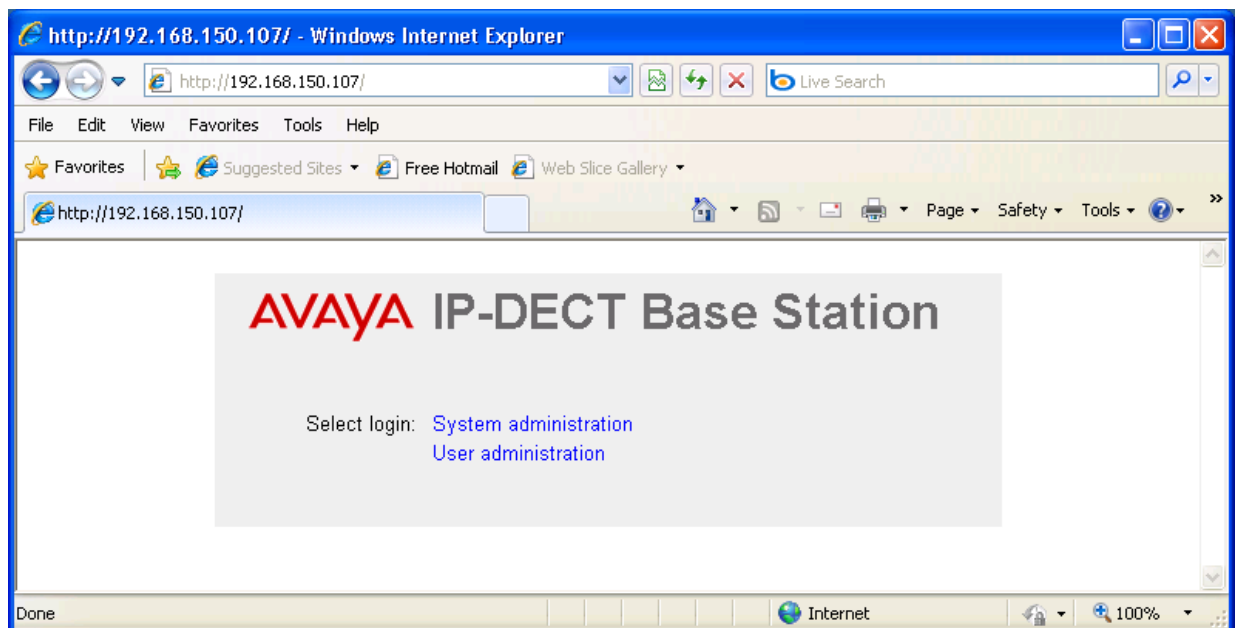 http://192.168.150.107/ - Windows Internet Explorer
http://192.168.150.107/
Live Search
File Edit View Favorites Tools Help
Favorites Suggested Sites Free Hotmail Web Slice Gallery
http://192.168.150.107/ Page Safety Tools »
AVAYA IP-DECT Base Station
Select login: System administration
User administration
Done Internet 100%